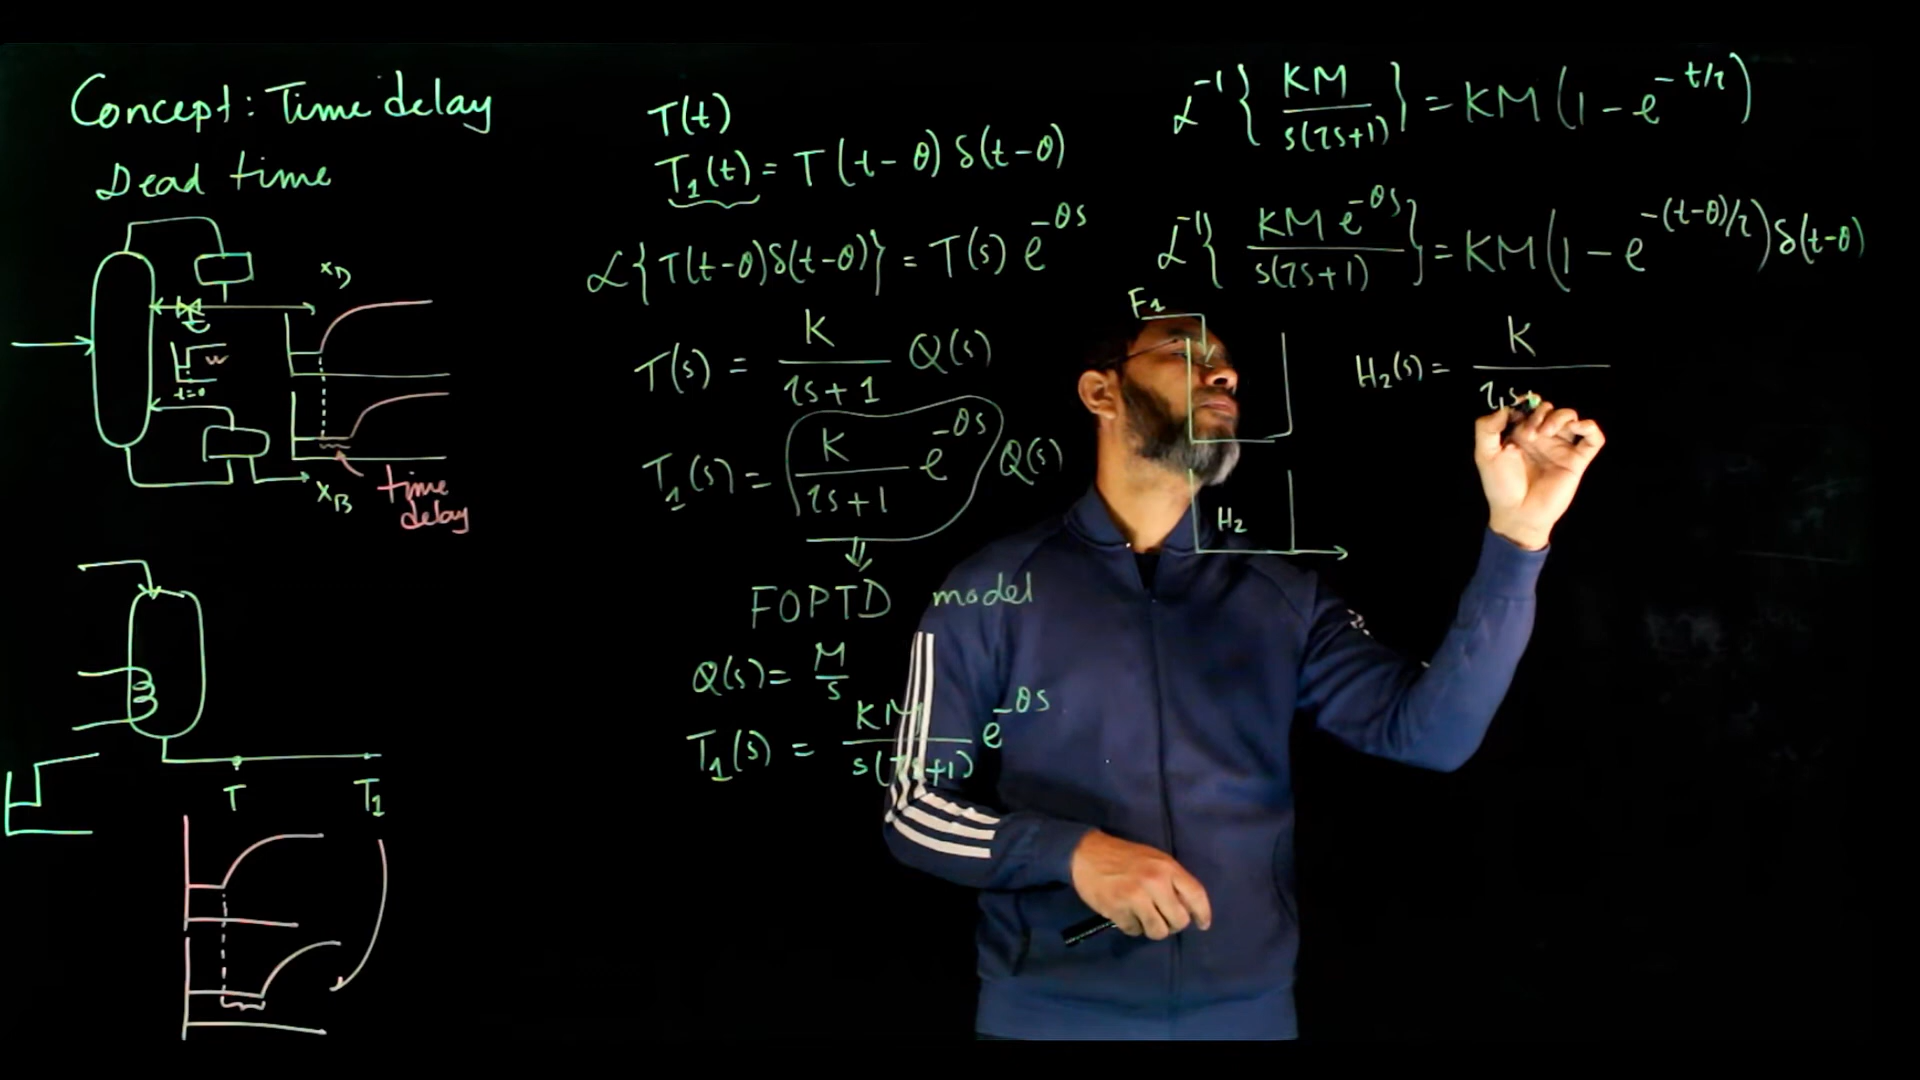 Concept: Time delay
Dead time
x_D
w
t=0
x_B
time
delay
T
T_1
T(t)
T_1(t) = T(t-θ) δ(t-θ)
ℒ{T(t-θ)δ(t-θ)} = T(s) e^{-θs}
T(s) = K/(τs+1) Q(s)
T_1(s) = K/(τs+1) e^{-θs} Q(s)
⇓
FOPTD model
Q(s) = M/s
T_1(s) = KM/(s(τs+1)) e^{-θs}
ℒ^{-1}{KM/(s(τs+1))} = KM(1 - e^{-t/τ})
ℒ^{-1}{KM e^{-θs}/(s(τs+1))} = KM(1 - e^{-(t-θ)/τ})δ(t-θ)
F_1
H_2
H_2(s) = K/(τ_1s+